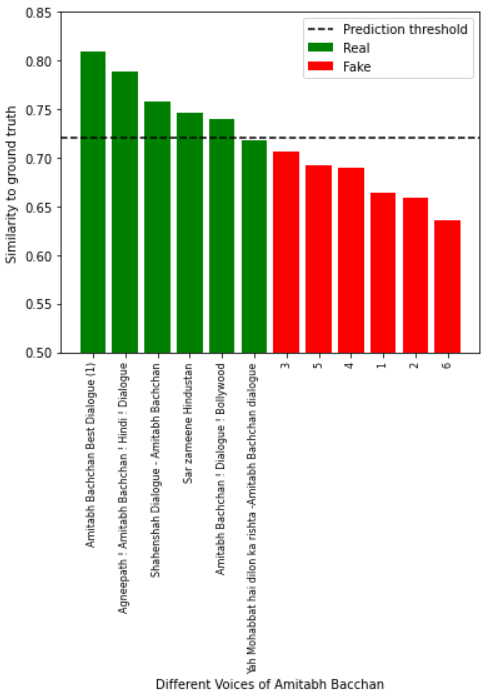 0.85
0.80
0.75
0.70
0.65
0.60
0.55
0.50
Similarity to ground truth
Prediction threshold
Real
Fake
Amitabh Bachchan Best Dialogue (1)
Agneepath ! Amitabh Bachchan ! Hindi ! Dialogue
Shahenshah Dialogue - Amitabh Bachchan
Sar zameene Hindustan
Amitabh Bachchan ! Dialogue ! Bollywood
Yah Mohabbat hai dilon ka rishta -Amitabh Bachchan dialogue
3
5
4
1
2
6
Different Voices of Amitabh Bacchan